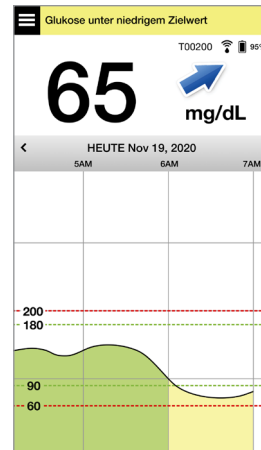 Glukose unter niedrigem Zielwert
T00200 95%
65
mg/dL
HEUTE Nov 19, 2020
5AM 6AM 7AM
200
180
90
60